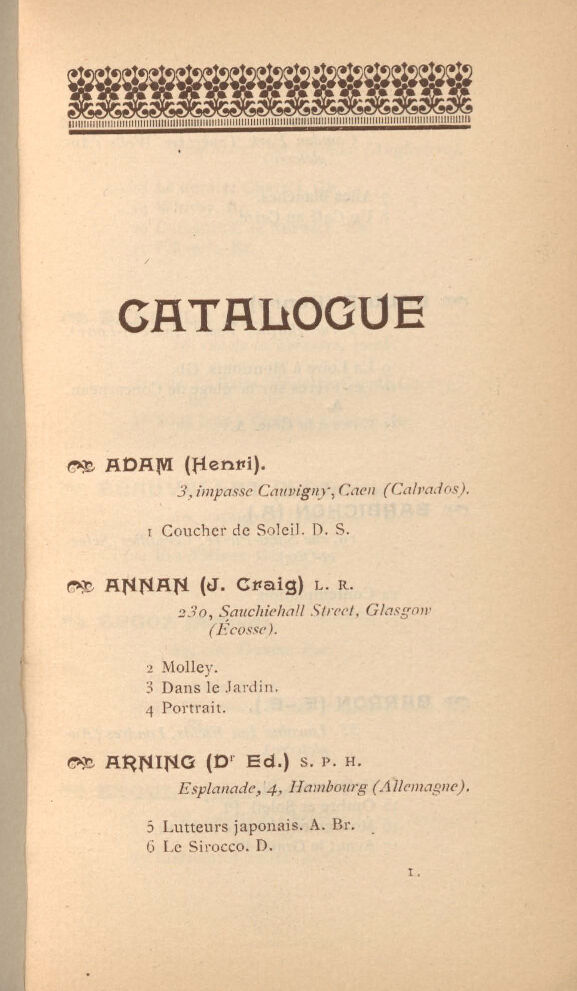 CATALOGUE
ADAM (Henri).
3, impasse Cauvigny, Caen (Calvados).
1 Coucher de Soleil. D. S.
ANNAN (J. Craig) L. R.
230, Sauchiehall Street, Glasgow
(Écosse).
2 Molley.
3 Dans le Jardin.
4 Portrait.
ARNING (Dr Ed.) S. P. H.
Esplanade, 4, Hambourg (Allemagne).
5 Lutteurs japonais. A. Br.
6 Le Sirocco. D.
1.